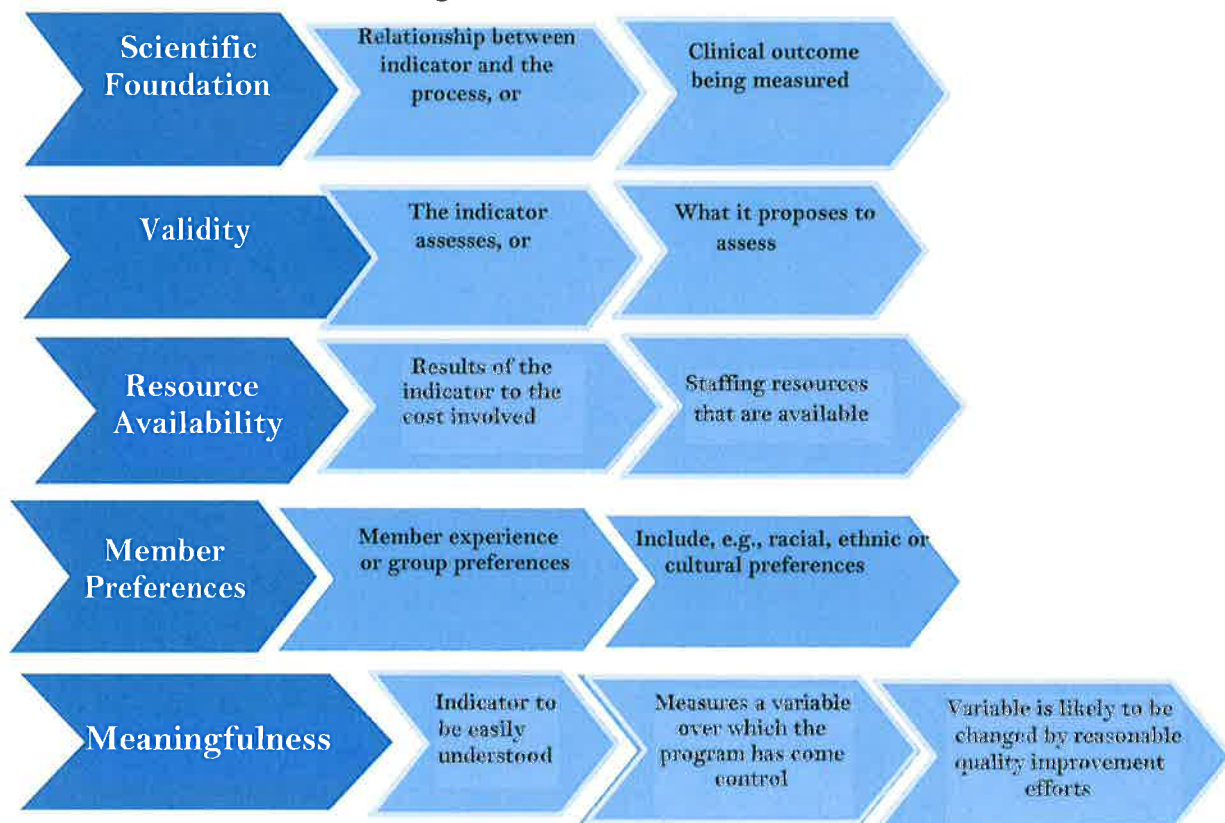 Scientific
Foundation
Relationship between
indicator and the
process, or
Clinical outcome
being measured
Validity
The indicator
assesses, or
What it proposes to
assess
Resource
Availability
Results of the
indicator to the
cost involved
Staffing resources
that are available
Member
Preferences
Member experience
or group preferences
Include, e.g., racial, ethnic or
cultural preferences
Meaningfulness
Indicator to
be easily
understood
Measures a variable
over which the
program has come
control
Variable is likely to be
changed by reasonable
quality improvement
efforts